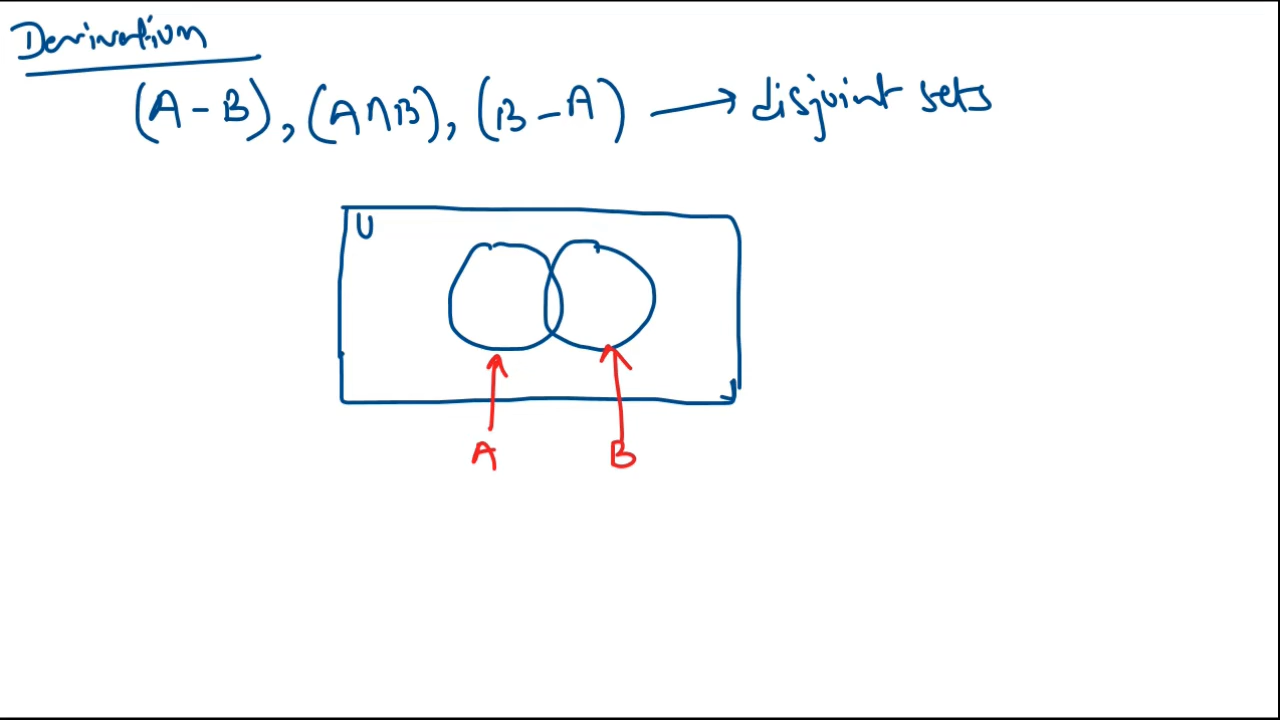 Derivation
(A - B), (A∩B), (B - A) → disjoint sets
U
A B